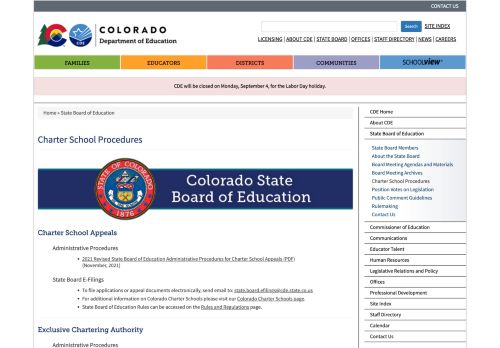 CONTACT US
COLORADO
Department of Education
CDE
Search
SITE INDEX
LICENSING | ABOUT CDE | STATE BOARD | OFFICES | STAFF DIRECTORY | NEWS | CAREERS
FAMILIES
EDUCATORS
DISTRICTS
COMMUNITIES
SCHOOLVIEW
CDE will be closed on Monday, September 4, for the Labor Day holiday.
Home » State Board of Education
Charter School Procedures
STATE OF COLORADO
1876
Colorado State
Board of Education
Charter School Appeals
Administrative Procedures
• 2021 Revised State Board of Education Administrative Procedures for Charter School Appeals (PDF)
(November, 2021)
State Board E-Filings
• To file applications or appeal documents electronically, send email to: state.board.efilings@cde.state.co.us
• For additional information on Colorado Charter Schools please visit our Colorado Charter Schools page.
• State Board of Education Rules can be accessed on the Rules and Regulations page.
Exclusive Chartering Authority
Administrative Procedures
CDE Home
About CDE
State Board of Education
State Board Members
About the State Board
Board Meeting Agendas and Materials
Board Meeting Archives
Charter School Procedures
Position Votes on Legislation
Public Comment Guidelines
Rulemaking
Contact Us
Commissioner of Education
Communications
Educator Talent
Human Resources
Legislative Relations and Policy
Offices
Professional Development
Site Index
Staff Directory
Calendar
Contact Us